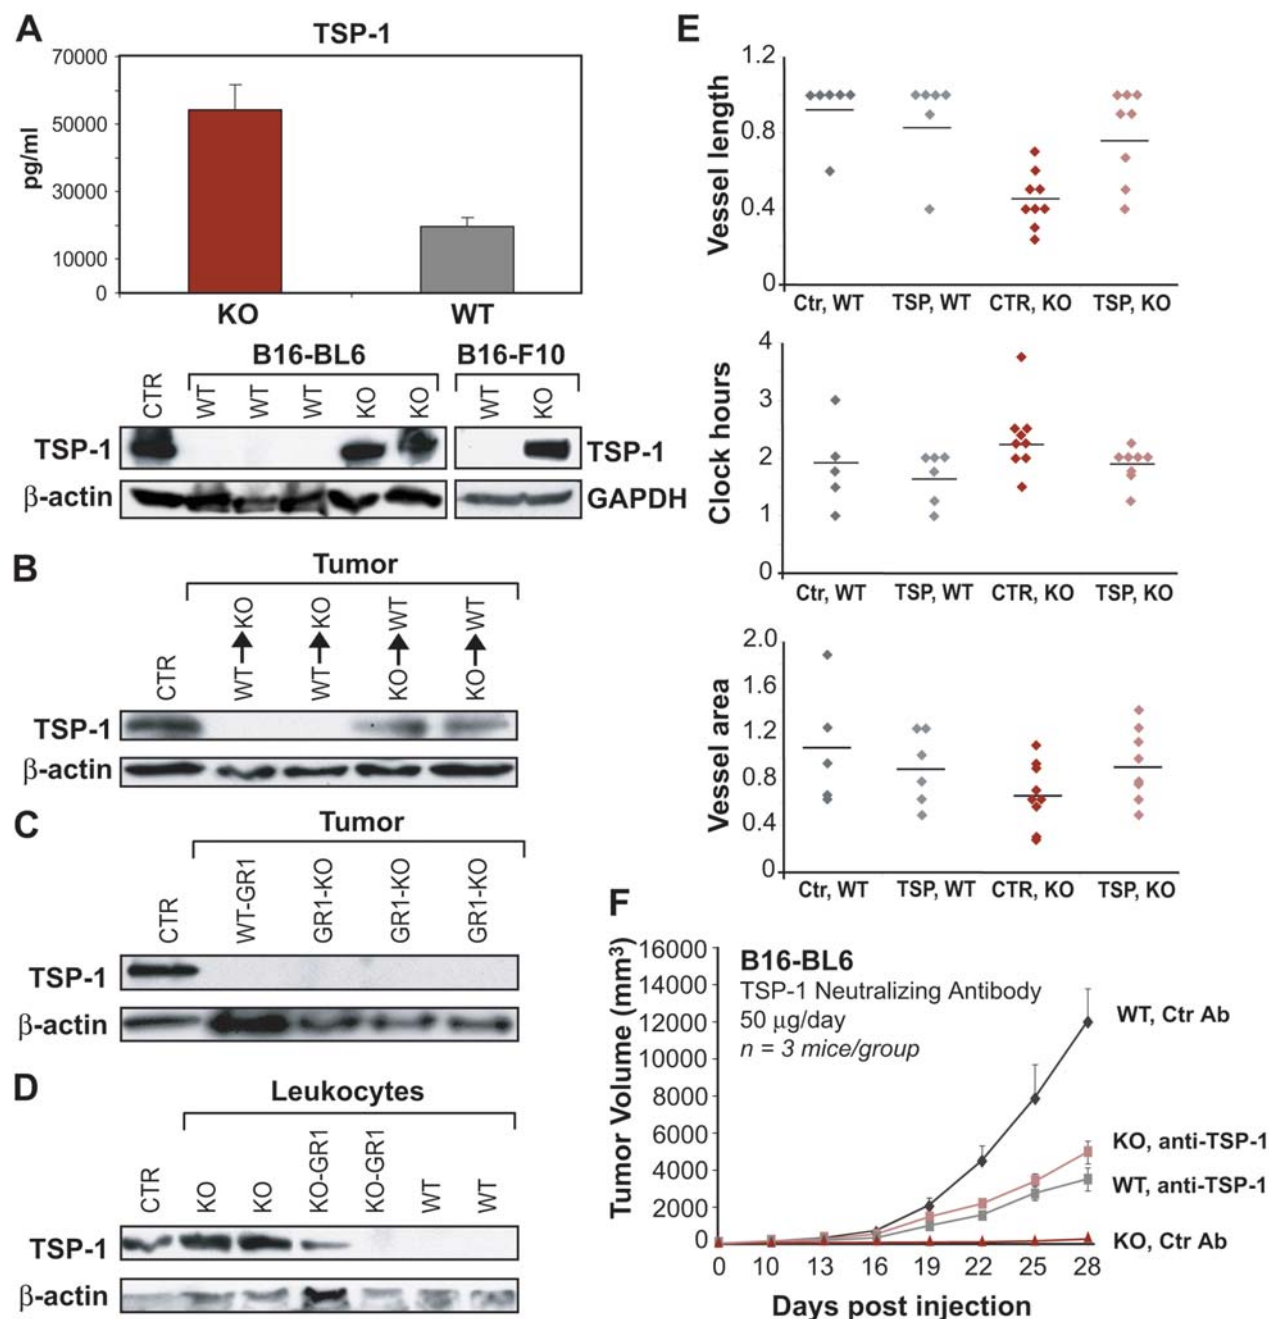 A
TSP-1
70000
50000
30000
10000
0
pg/ml
KO
WT
B16-BL6
B16-F10
CTR
WT
WT
WT
KO
KO
WT
KO
TSP-1
TSP-1
β-actin
GAPDH
B
Tumor
CTR
WT→KO
WT→KO
KO→WT
KO→WT
TSP-1
β-actin
C
Tumor
CTR
WT-GR1
GR1-KO
GR1-KO
GR1-KO
TSP-1
β-actin
D
Leukocytes
CTR
KO
KO
KO-GR1
KO-GR1
WT
WT
TSP-1
β-actin
E
Vessel length
1.2
0.8
0.4
0
Ctr, WT
TSP, WT
CTR, KO
TSP, KO
Clock hours
4
3
2
1
0
Ctr, WT
TSP, WT
CTR, KO
TSP, KO
Vessel area
2.0
1.6
1.2
0.8
0.4
0
Ctr, WT
TSP, WT
CTR, KO
TSP, KO
F
Tumor Volume (mm³)
16000
14000
12000
10000
8000
6000
4000
2000
0
B16-BL6
TSP-1 Neutralizing Antibody
50 μg/day
n = 3 mice/group
WT, Ctr Ab
KO, anti-TSP-1
WT, anti-TSP-1
KO, Ctr Ab
0 10 13 16 19 22 25 28
Days post injection